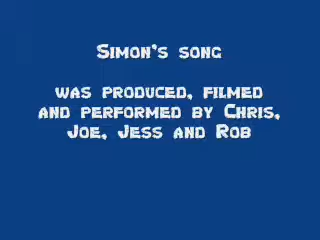 Simon's song
was produced, filmed
and performed by Chris,
Joe, Jess and Rob